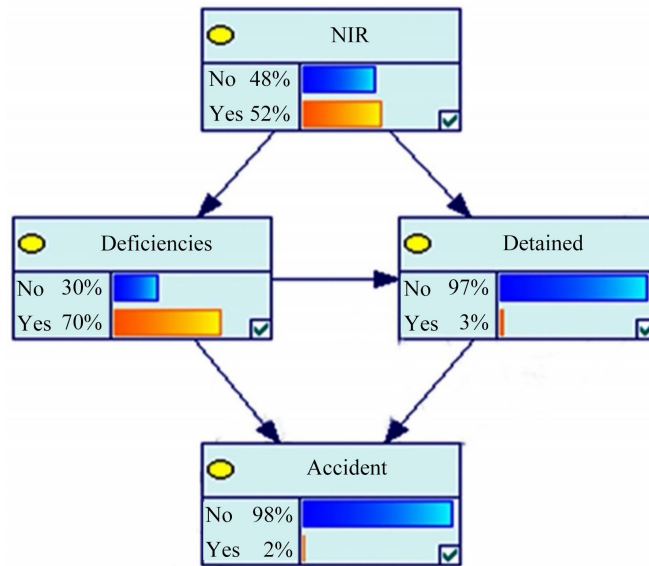 NIR
No 48%
Yes 52%
Deficiencies
No 30%
Yes 70%
Detained
No 97%
Yes 3%
Accident
No 98%
Yes 2%